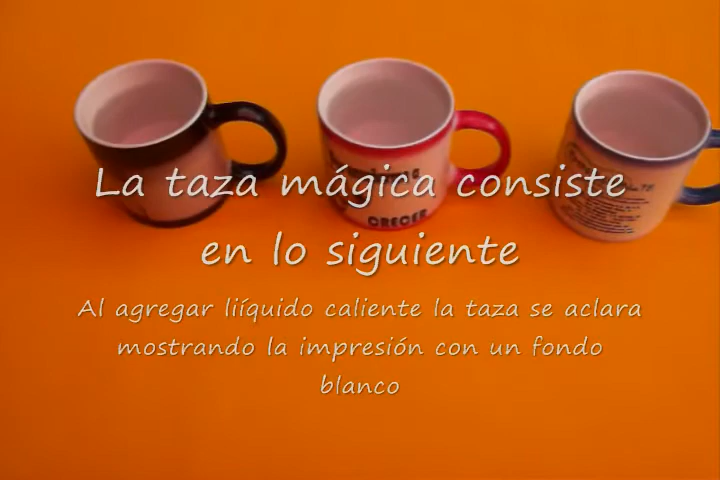 La taza mágica consiste
en lo siguiente
Al agregar liíquido caliente la taza se aclara
mostrando la impresión con un fondo
blanco
CRECER